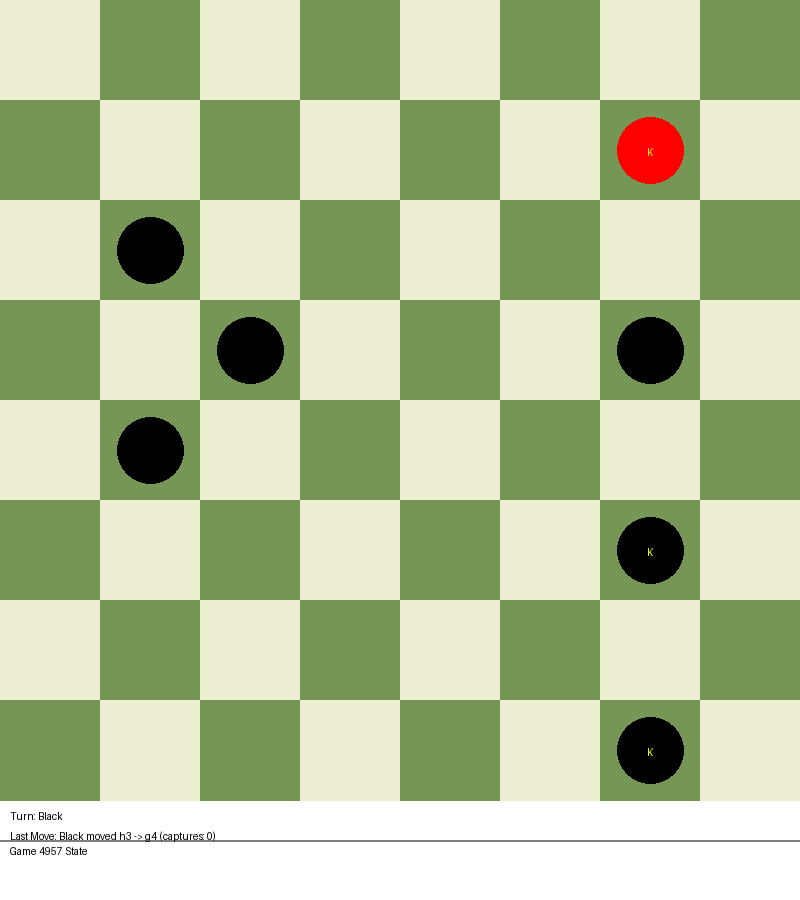 K
K
K
Turn: Black
Last Move: Black moved h3 -> g4 (captures: 0)
Game 4957 State